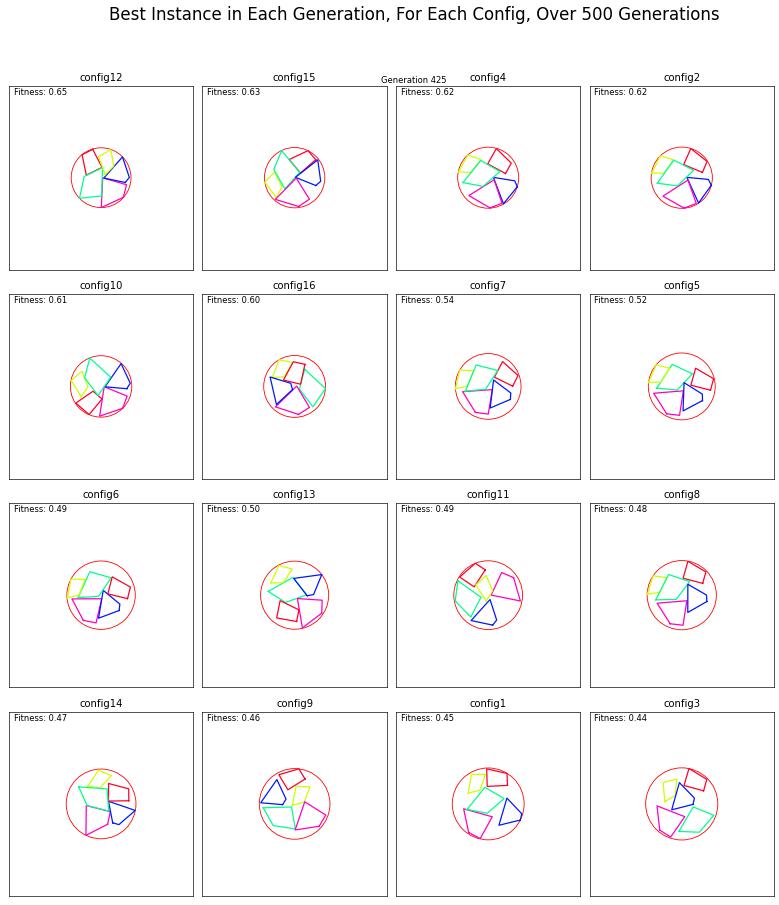 Best Instance in Each Generation, For Each Config, Over 500 Generations
Generation 425
config12
Fitness: 0.65
config15
Fitness: 0.63
config4
Fitness: 0.62
config2
Fitness: 0.62
config10
Fitness: 0.61
config16
Fitness: 0.60
config7
Fitness: 0.54
config5
Fitness: 0.52
config6
Fitness: 0.49
config13
Fitness: 0.50
config11
Fitness: 0.49
config8
Fitness: 0.48
config14
Fitness: 0.47
config9
Fitness: 0.46
config1
Fitness: 0.45
config3
Fitness: 0.44